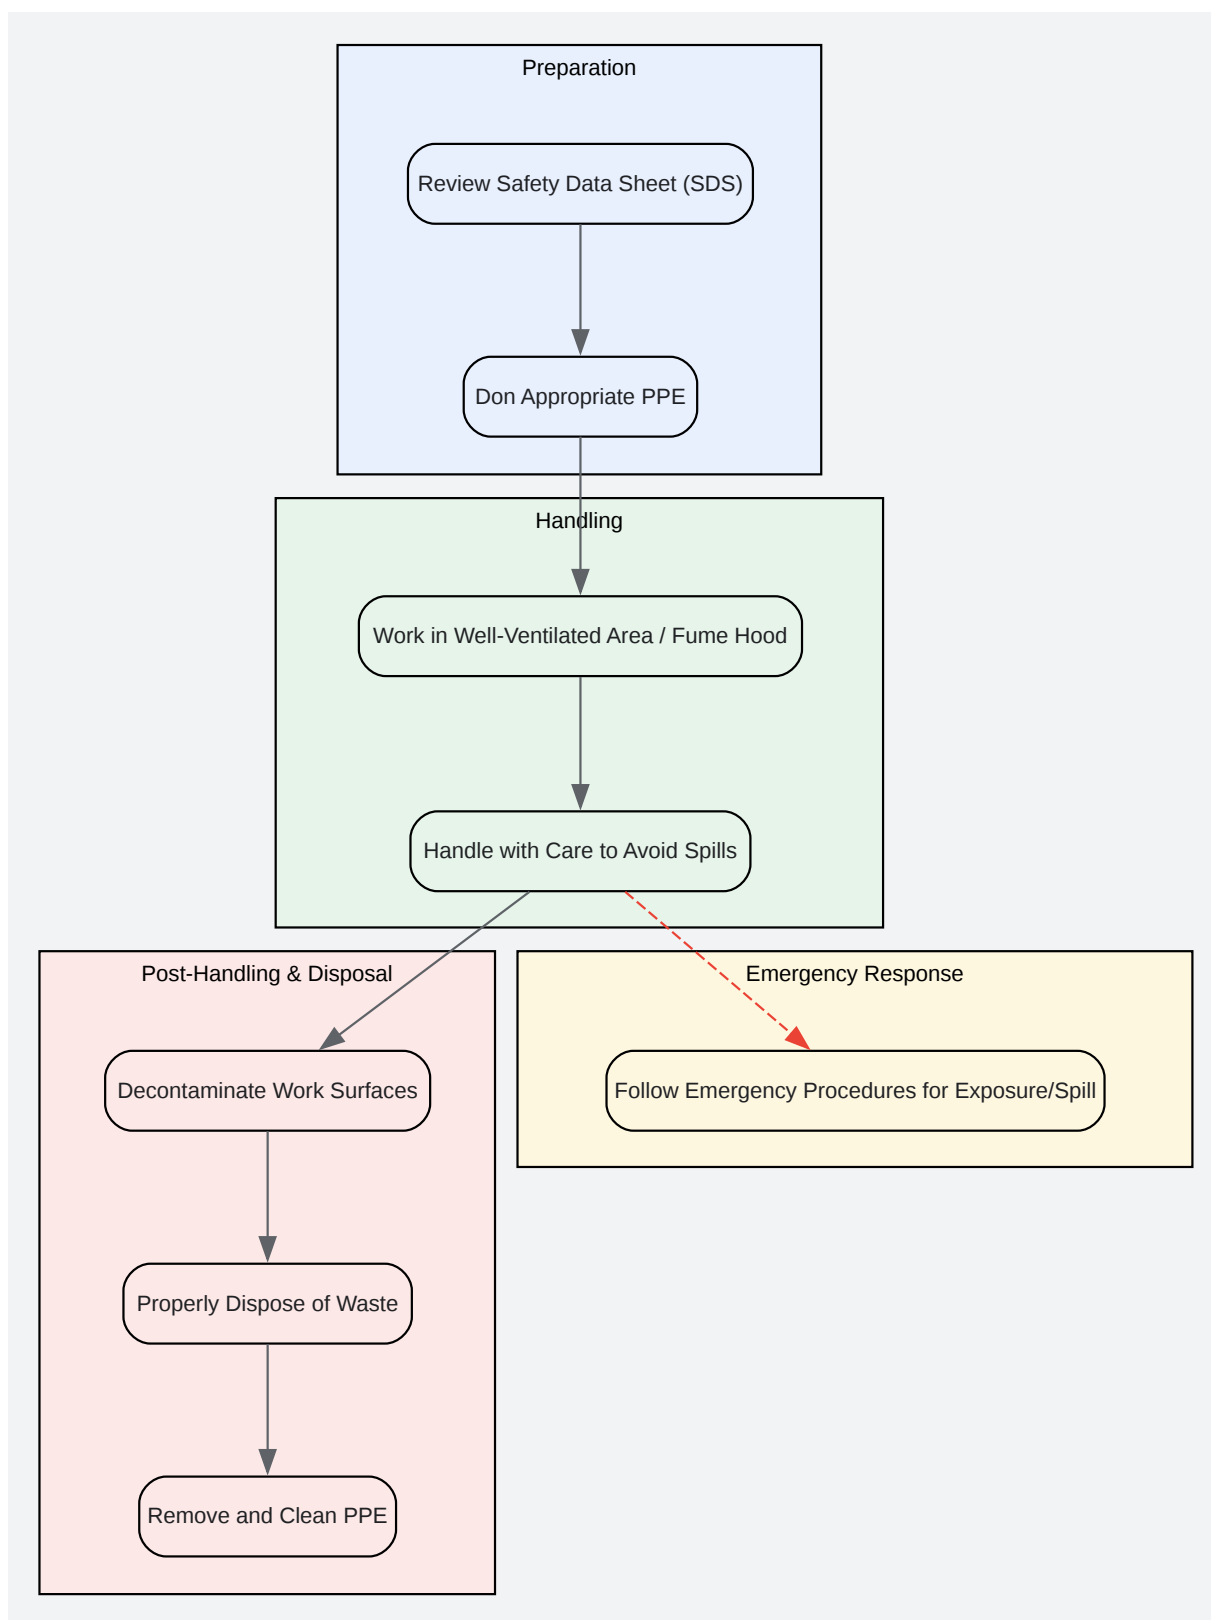 Preparation
Review Safety Data Sheet (SDS)
Don Appropriate PPE
Handling
Work in Well-Ventilated Area / Fume Hood
Handle with Care to Avoid Spills
Post-Handling & Disposal
Decontaminate Work Surfaces
Properly Dispose of Waste
Remove and Clean PPE
Emergency Response
Follow Emergency Procedures for Exposure/Spill